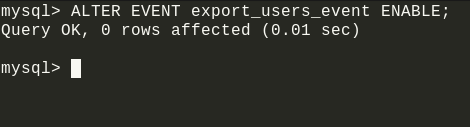 mysql> ALTER EVENT export_users_event ENABLE;
Query OK, 0 rows affected (0.01 sec)
mysql>